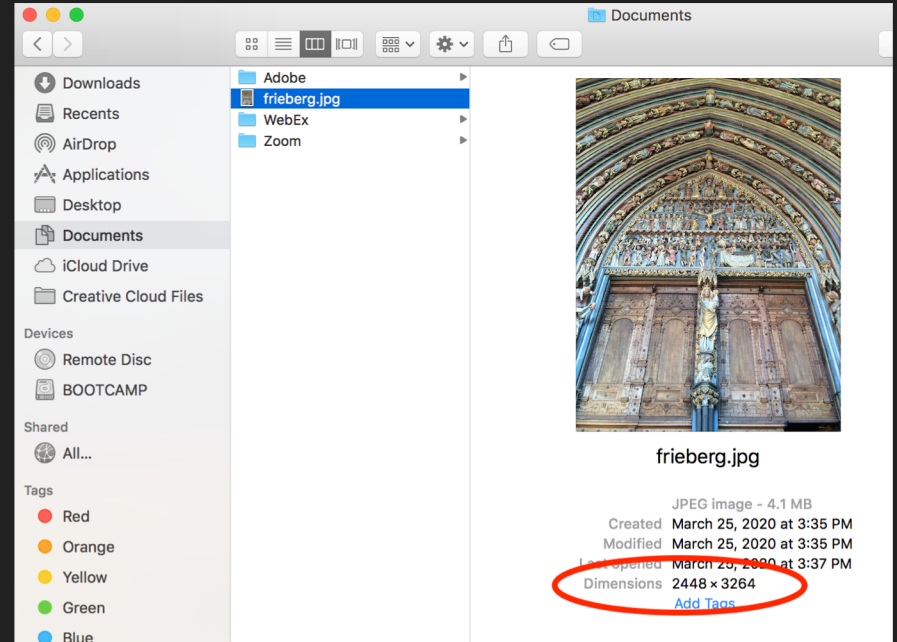 Documents
Downloads
Recents
AirDrop
Applications
Desktop
Documents
iCloud Drive
Creative Cloud Files
Devices
Remote Disc
BOOTCAMP
Shared
All...
Tags
Red
Orange
Yellow
Green
Blue
Adobe
frieberg.jpg
WebEx
Zoom
frieberg.jpg
JPEG image - 4.1 MB
Created March 25, 2020 at 3:35 PM
Modified March 25, 2020 at 3:35 PM
Last opened March 25, 2020 at 3:37 PM
Dimensions 2448 × 3264
Add Tags